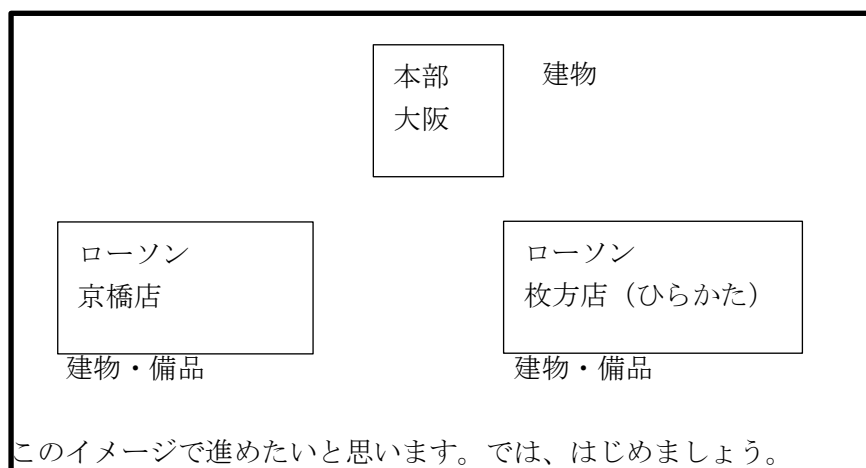 本部
大阪
建物
ローソン
京橋店
建物・備品
ローソン
枚方店（ひらかた）
建物・備品
このイメージで進めたいと思います。では、はじめましょう。